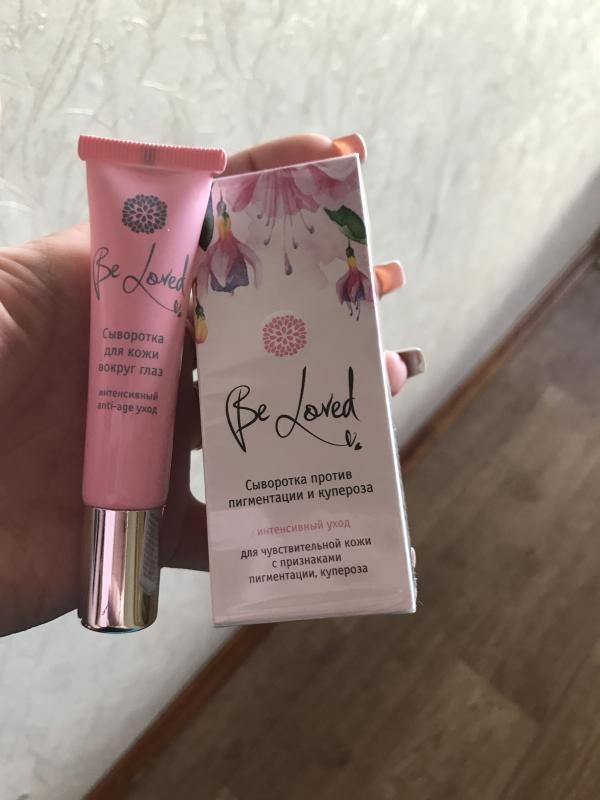 Be Loved
Сыворотка
для кожи
вокруг глаз
интенсивный
anti-age уход
Be Loved
Сыворотка против
пигментации и купероза
интенсивный уход
для чувствительной кожи
с признаками
пигментации, купероза